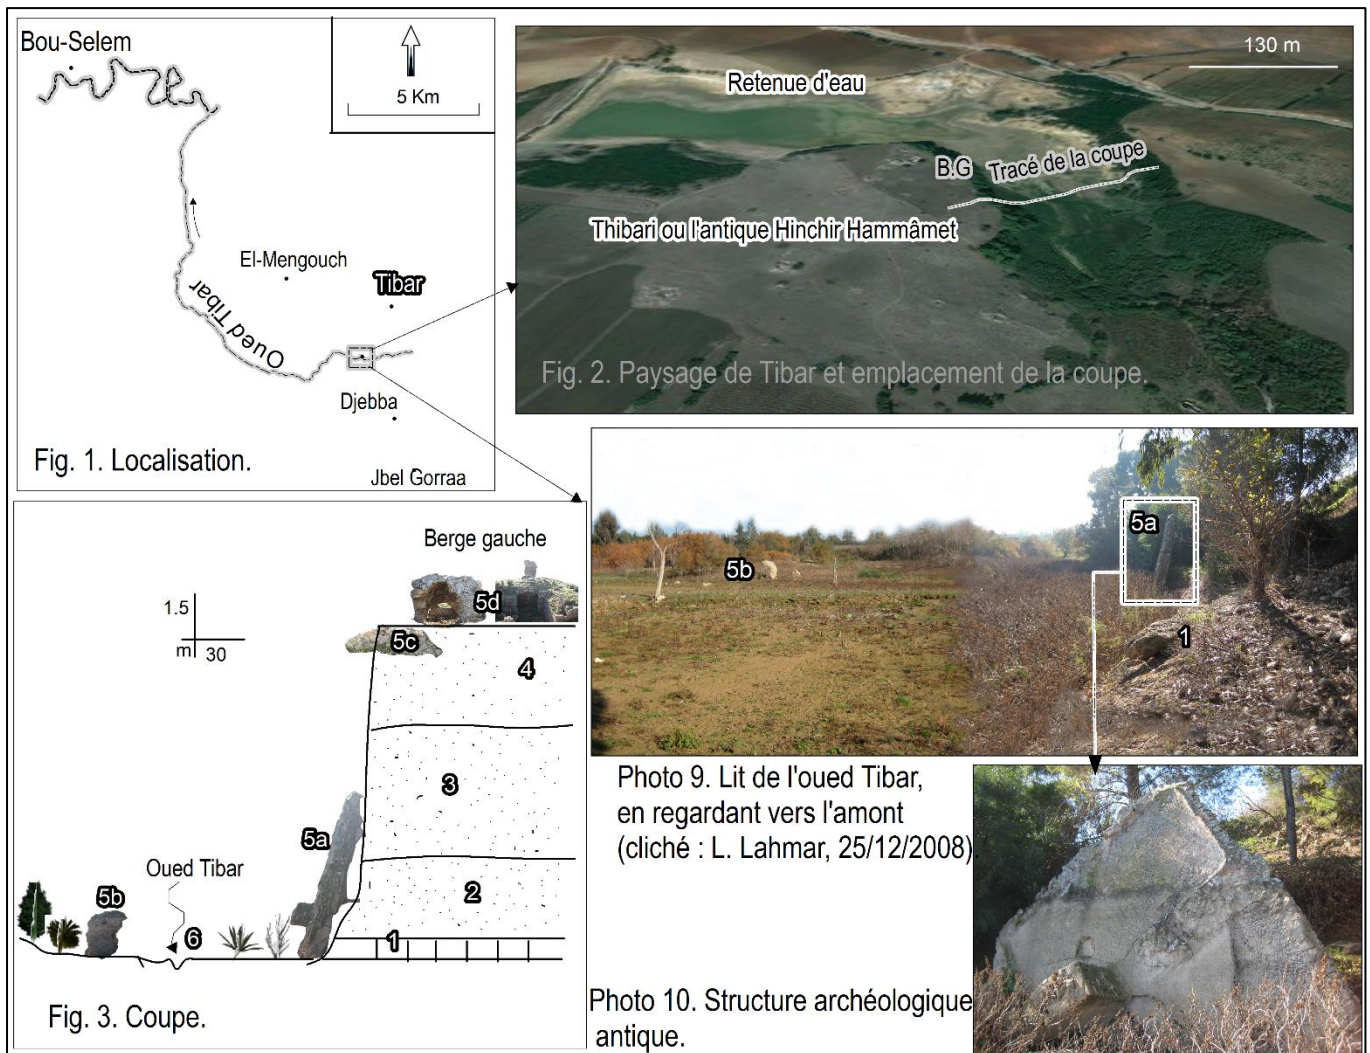 Bou-Selem
5 Km
El-Mengouch
Tibar
Oued Tibar
Djebba
Fig. 1. Localisation.
Jbel Gorraa
130 m
Retenue d'eau
B.G
Tracé de la coupe
Thibari ou l'antique Hinchir Hammâmet
Fig. 2. Paysage de Tibar et emplacement de la coupe.
Berge gauche
1.5
m
30
5d
5c
4
3
5a
2
Oued Tibar
5b
6
1
Fig. 3. Coupe.
5a
5b
1
Photo 9. Lit de l'oued Tibar,
en regardant vers l'amont
(cliché : L. Lahmar, 25/12/2008)
Photo 10. Structure archéologique
antique.